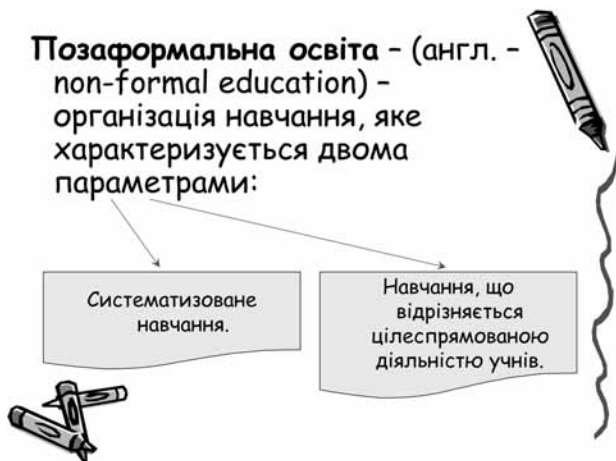 Позаформальна освіта – (англ. –
non-formal education) –
організація навчання, яке
характеризується двома
параметрами:
Систематизоване
навчання.
Навчання, що
відрізняється
цілеспрямованою
діяльністю учнів.